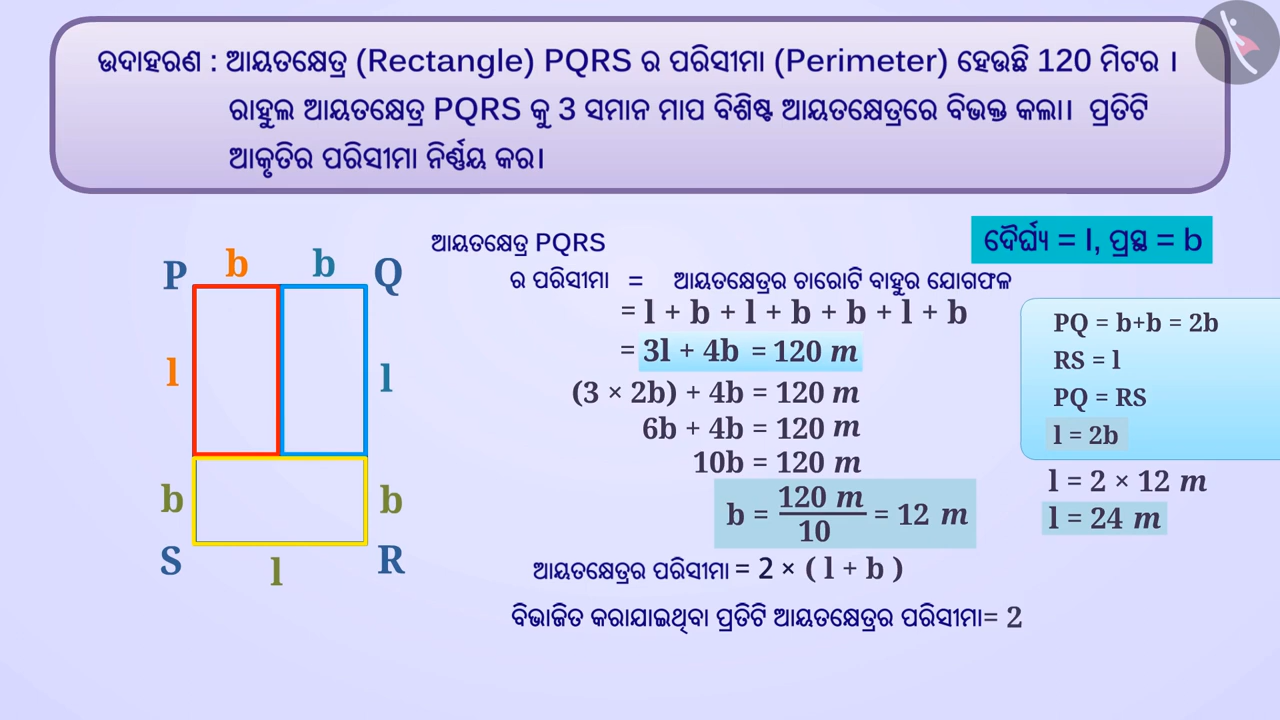 ଉଦାହରଣ : ଆୟତକ୍ଷେତ୍ର (Rectangle) PQRS ର ପରିସୀମା (Perimeter) ହେଉଛି 120 ମିଟର ।
ରାହୁଲ ଆୟତକ୍ଷେତ୍ର PQRS କୁ 3 ସମାନ ମାପ ବିଶିଷ୍ଟ ଆୟତକ୍ଷେତ୍ରରେ ବିଭକ୍ତ କଲା। ପ୍ରତିଟି
ଆକୃତିର ପରିସୀମା ନିର୍ଣ୍ଣୟ କର।
ଦୈର୍ଘ୍ୟ = l, ପ୍ରସ୍ଥ = b
P b b Q
l l
b b
S l R
ଆୟତକ୍ଷେତ୍ର PQRS
ର ପରିସୀମା = ଆୟତକ୍ଷେତ୍ରର ଚାରୋଟି ବାହୁର ଯୋଗଫଳ
= l + b + l + b + b + l + b
= 3l + 4b = 120 m
(3 × 2b) + 4b = 120 m
6b + 4b = 120 m
10b = 120 m
b = 120 m / 10 = 12 m
PQ = b+b = 2b
RS = l
PQ = RS
l = 2b
l = 2 × 12 m
l = 24 m
ଆୟତକ୍ଷେତ୍ରର ପରିସୀମା = 2 × ( l + b )
ବିଭାଜିତ କରାଯାଇଥିବା ପ୍ରତିଟି ଆୟତକ୍ଷେତ୍ରର ପରିସୀମା= 2